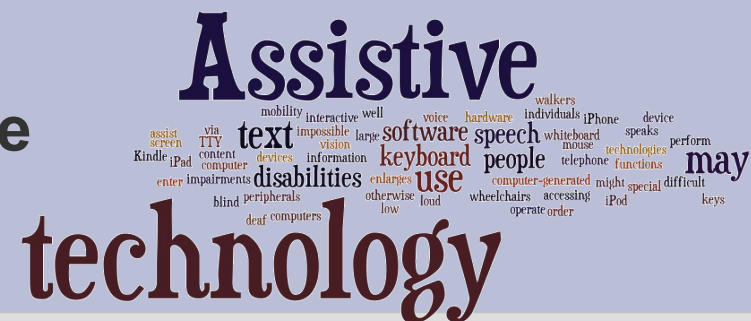 e
Assistive
walkers
mobility interactive well voice hardware individuals iPhone device
assist via text impossible large software speech whiteboard speaks perform
screen TTY vision mouse technologies
Kindle iPad content devices information keyboard people telephone functions may
computer
enter impairments disabilities enlarges use computer-generated might special difficult
blind peripherals otherwise loud wheelchairs accessing iPod keys
low operate order
deaf computers
technology